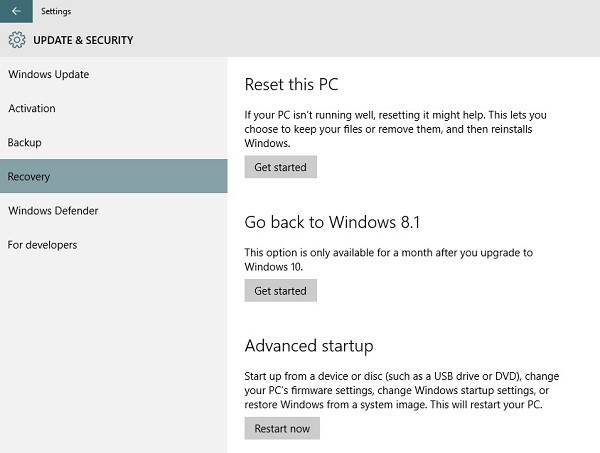 Settings
UPDATE & SECURITY
Windows Update
Activation
Backup
Recovery
Windows Defender
For developers
Reset this PC
If your PC isn't running well, resetting it might help. This lets you
choose to keep your files or remove them, and then reinstalls
Windows.
Get started
Go back to Windows 8.1
This option is only available for a month after you upgrade to
Windows 10.
Get started
Advanced startup
Start up from a device or disc (such as a USB drive or DVD), change
your PC's firmware settings, change Windows startup settings, or
restore Windows from a system image. This will restart your PC.
Restart now